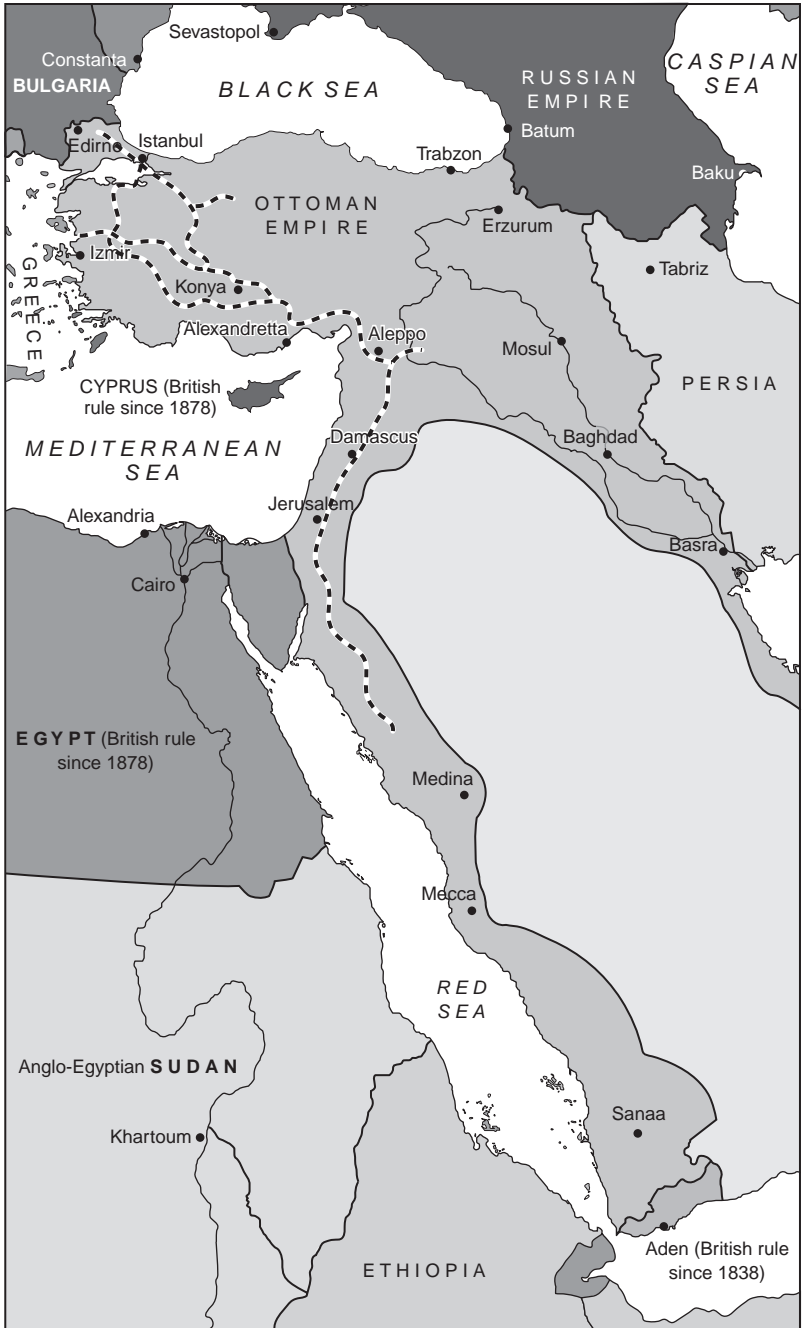 Sevastopol
Constanta
BULGARIA
BLACK SEA
RUSSIAN
EMPIRE
CASPIAN
SEA
Edirne
Istanbul
Batum
Trabzon
Baku
OTTOMAN
EMPIRE
Erzurum
GREECE
Izmir
Tabriz
Konya
Alexandretta
Aleppo
Mosul
CYPRUS (British
rule since 1878)
PERSIA
MEDITERRANEAN
SEA
Damascus
Baghdad
Alexandria
Jerusalem
Basra
Cairo
EGYPT (British rule
since 1878)
Medina
Mecca
RED
SEA
Anglo-Egyptian SUDAN
Khartoum
Sanaa
ETHIOPIA
Aden (British rule
since 1838)